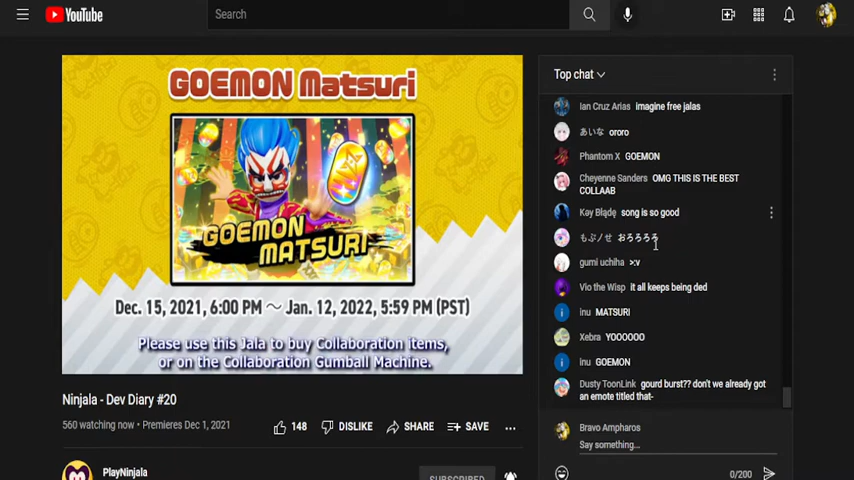 YouTube
Search
GOEMON Matsuri
GOEMON
MATSURI
Dec. 15, 2021, 6:00 PM ～ Jan. 12, 2022, 5:59 PM (PST)
Please use this Jala to buy Collaboration items,
or on the Collaboration Gumball Machine.
Ninjala - Dev Diary #20
560 watching now • Premieres Dec 1, 2021
148
DISLIKE
SHARE
SAVE
PlayNinjala
SUBSCRIBED
Top chat
Ian Cruz Arias imagine free jalas
あいな ororo
Phantom X GOEMON
Cheyenne Sanders OMG THIS IS THE BEST
COLLAAB
Kay Błądę song is so good
もぶノせ おろろろろ
gumi uchiha >:v
Vio the Wisp it all keeps being ded
inu MATSURI
Xebra YOOOOOO
inu GOEMON
Dusty ToonLink gourd burst?? don't we already got
an emote titled that-
Bravo Ampharos
Say something...
0/200